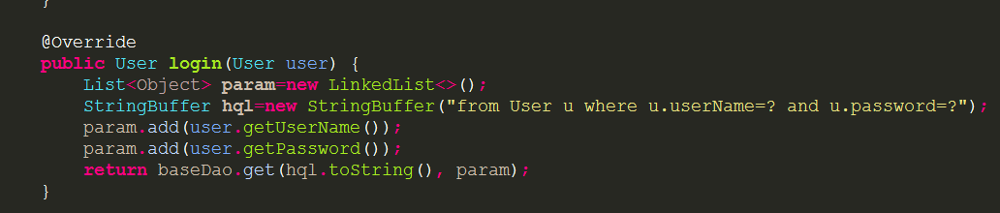 }
@Override
public User login(User user) {
List<Object> param=new LinkedList<>();
StringBuffer hql=new StringBuffer("from User u where u.userName=? and u.password=?");
param.add(user.getUserName());
param.add(user.getPassword());
return baseDao.get(hql.toString(), param);
}